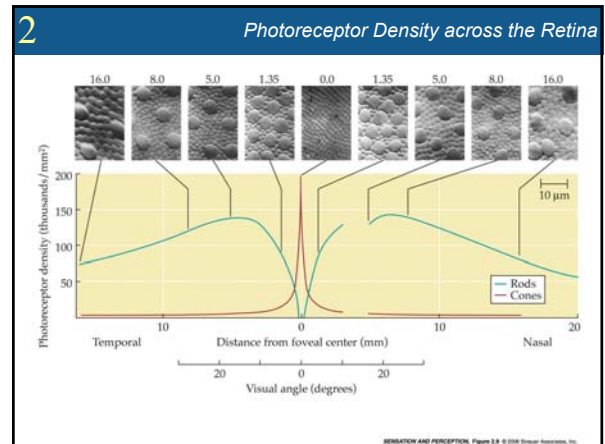 2
Photoreceptor Density across the Retina
16.0 8.0 5.0 1.35 0.0 1.35 5.0 8.0 16.0
200
150
100
50
Photoreceptor density (thousands/mm²)
10 μm
Rods
Cones
10 0 10 20
Temporal Distance from foveal center (mm) Nasal
20 0 20
Visual angle (degrees)
SENSATION AND PERCEPTION, Figure 2.9 © 2006 Sinauer Associates, Inc.